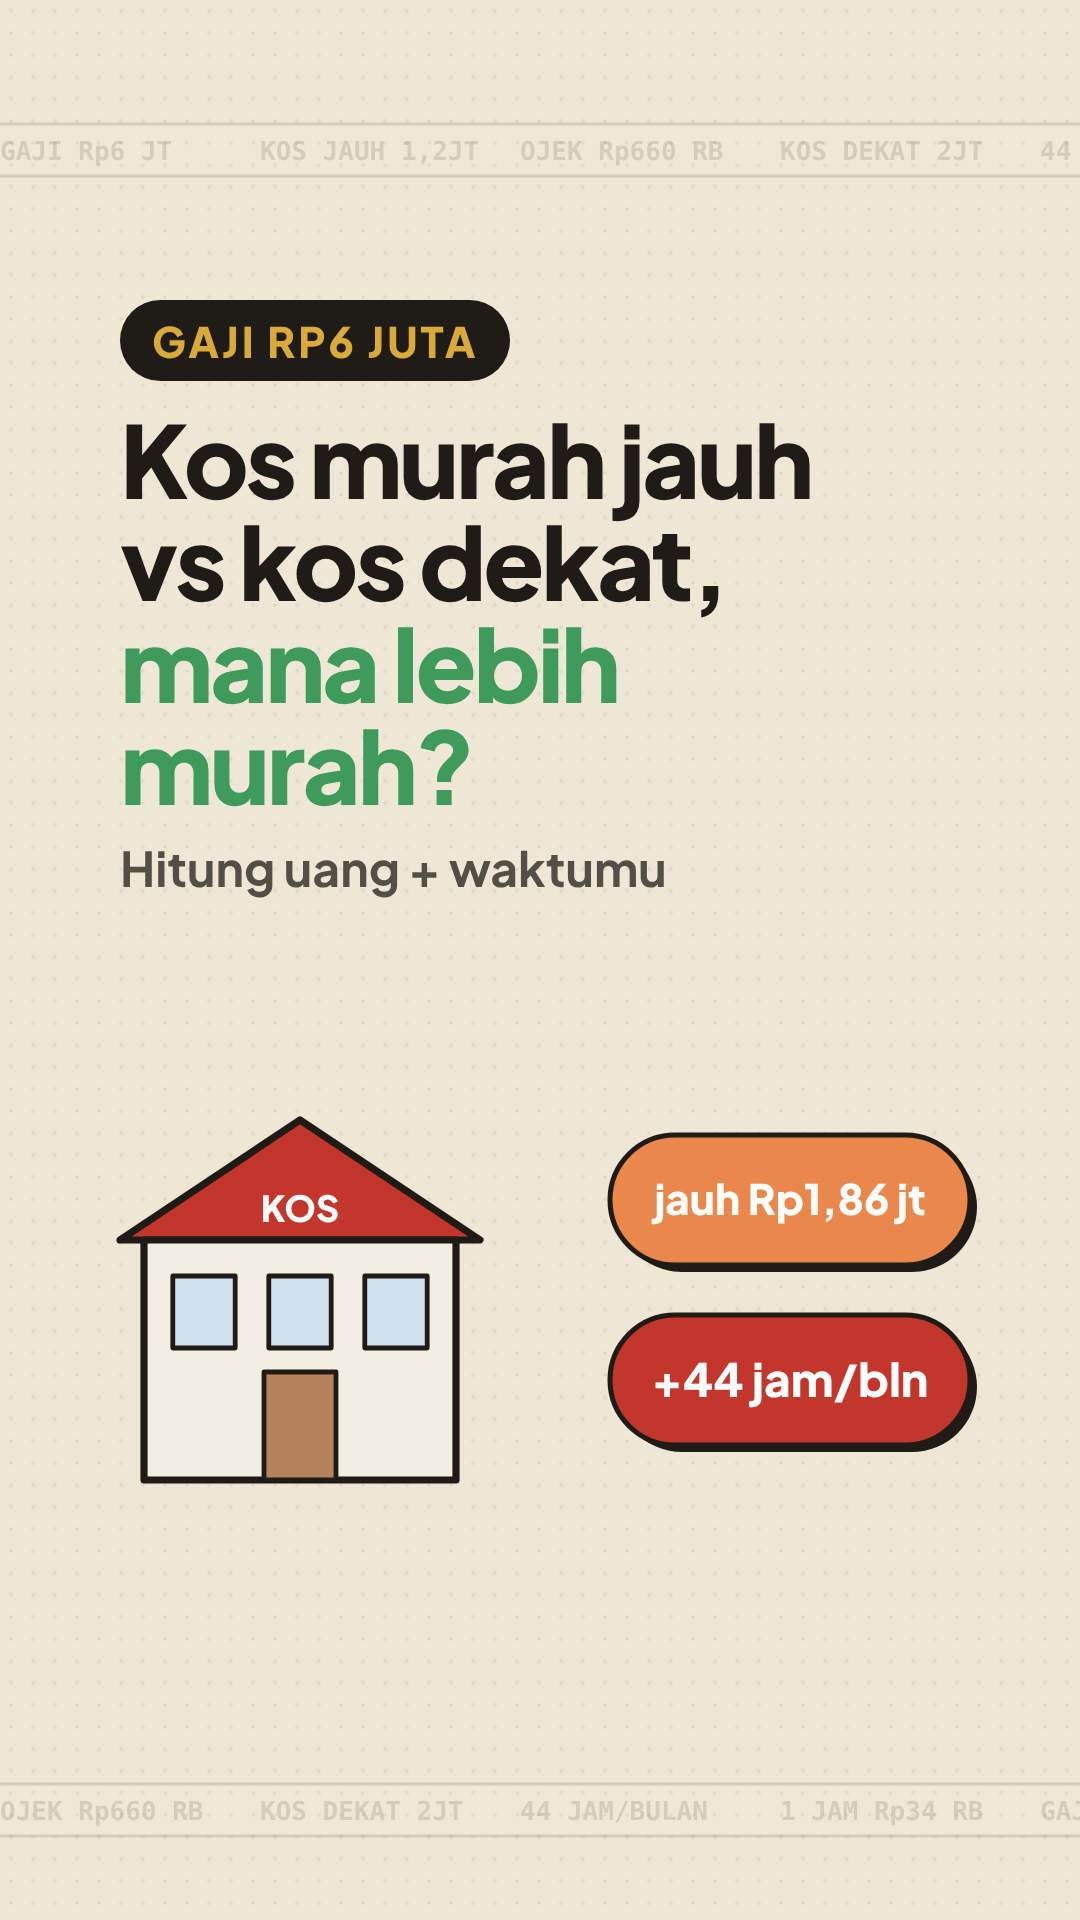 GAJI Rp6 JT KOS JAUH 1,2JT OJEK Rp660 RB KOS DEKAT 2JT 44
GAJI RP6 JUTA
Kos murah jauh
vs kos dekat,
mana lebih
murah?
Hitung uang + waktumu
KOS
jauh Rp1,86 jt
+44 jam/bln
OJEK Rp660 RB KOS DEKAT 2JT 44 JAM/BULAN 1 JAM Rp34 RB